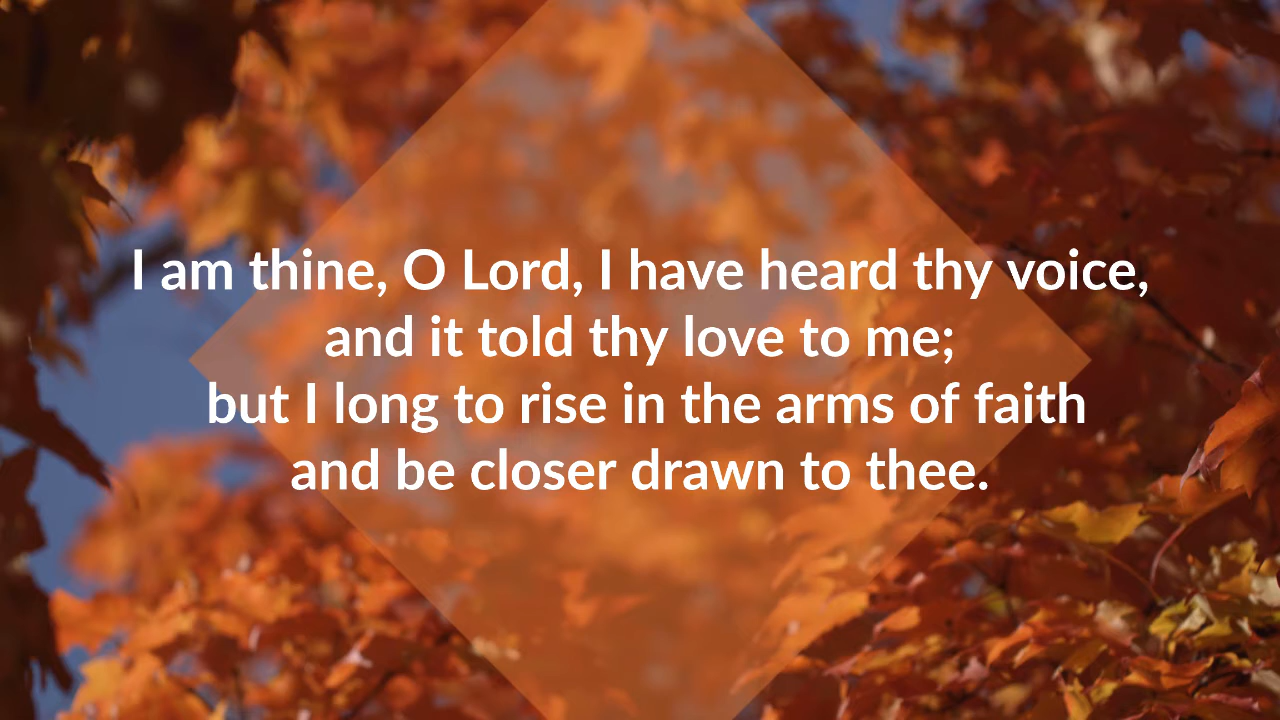 I am thine, O Lord, I have heard thy voice,
and it told thy love to me;
but I long to rise in the arms of faith
and be closer drawn to thee.